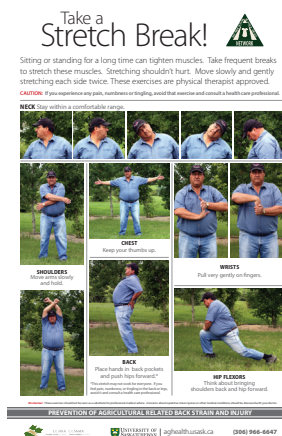 Take a
Stretch Break!
NETWORK
Sitting or standing for a long time can tighten muscles. Take frequent breaks
to stretch these muscles. Stretching shouldn't hurt. Move slowly and gently
stretching each side twice. These exercises are physical therapist approved.
CAUTION: If you experience any pain, numbness or tingling, avoid that exercise and consult a health care professional.
NECK Stay within a comfortable range.
SHOULDERS
Move arms slowly
and hold.
CHEST
Keep your thumbs up.
WRISTS
Pull very gently on fingers.
BACK
Place hands in back pockets
and push hips forward.*
HIP FLEXORS
Think about bringing
shoulders back and hip forward.
PREVENTION OF AGRICULTURAL RELATED BACK STRAIN AND INJURY
UNIVERSITY OF
SASKATCHEWAN
aghealth.usask.ca
(306) 966-6647